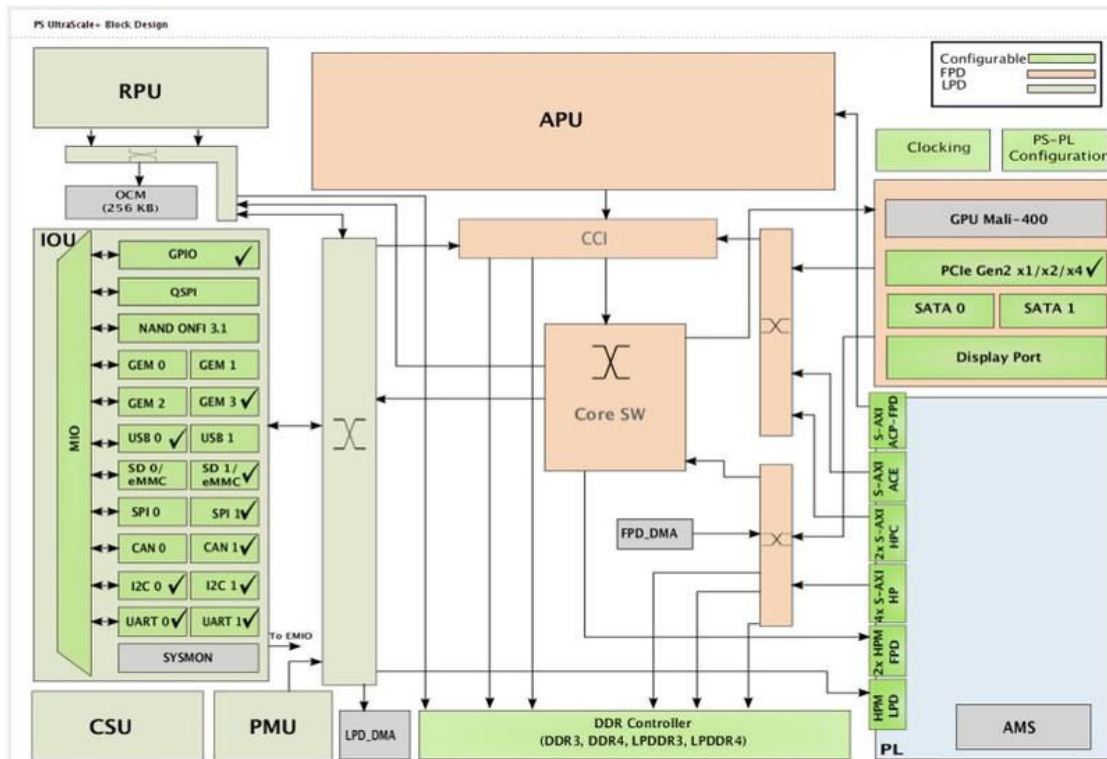 PS UltraScale+ Block Design
Configurable
FPD
LPD
RPU
APU
Clocking
PS-PL
Configuration
OCM
(256 KB)
CCI
GPU Mali-400
IOU
GPIO
PCIe Gen2 x1/x2/x4
QSPI
SATA 0
SATA 1
NAND ONFI 3.1
Display Port
GEM 0
GEM 1
Core SW
GEM 2
GEM 3
MIO
USB 0
USB 1
SD 0/
eMMC
SD 1/
eMMC
SPI 0
SPI 1
CAN 0
CAN 1
I2C 0
I2C 1
UART 0
UART 1
SYSMON
To EMIO
FPD_DMA
S-AXI
ACP-FPD
S-AXI
ACE
2x S-AXI
HPC
4x S-AXI
HP
2x HPM
FPD
HPM
LPD
CSU
PMU
LPD_DMA
DDR Controller
(DDR3, DDR4, LPDDR3, LPDDR4)
AMS
PL